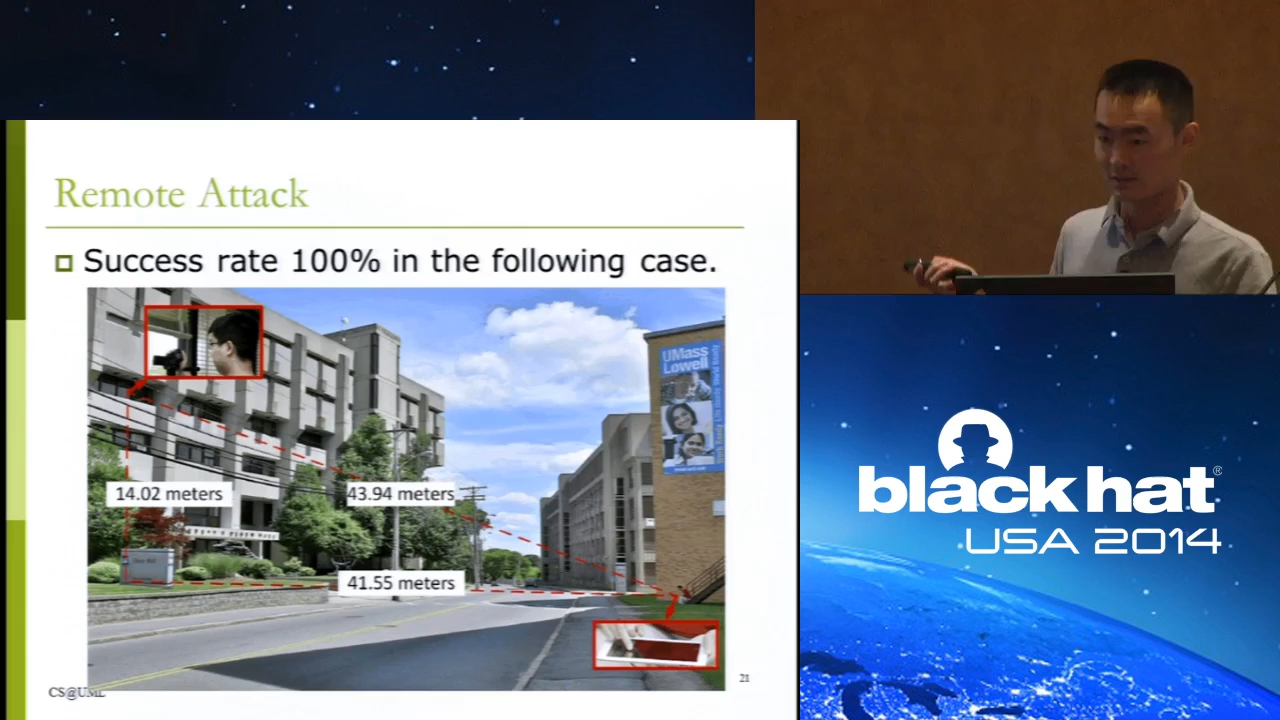 Remote Attack
Success rate 100% in the following case.
UMass
Lowell
14.02 meters
43.94 meters
41.55 meters
CS@UML
21
black hat®
USA 2014